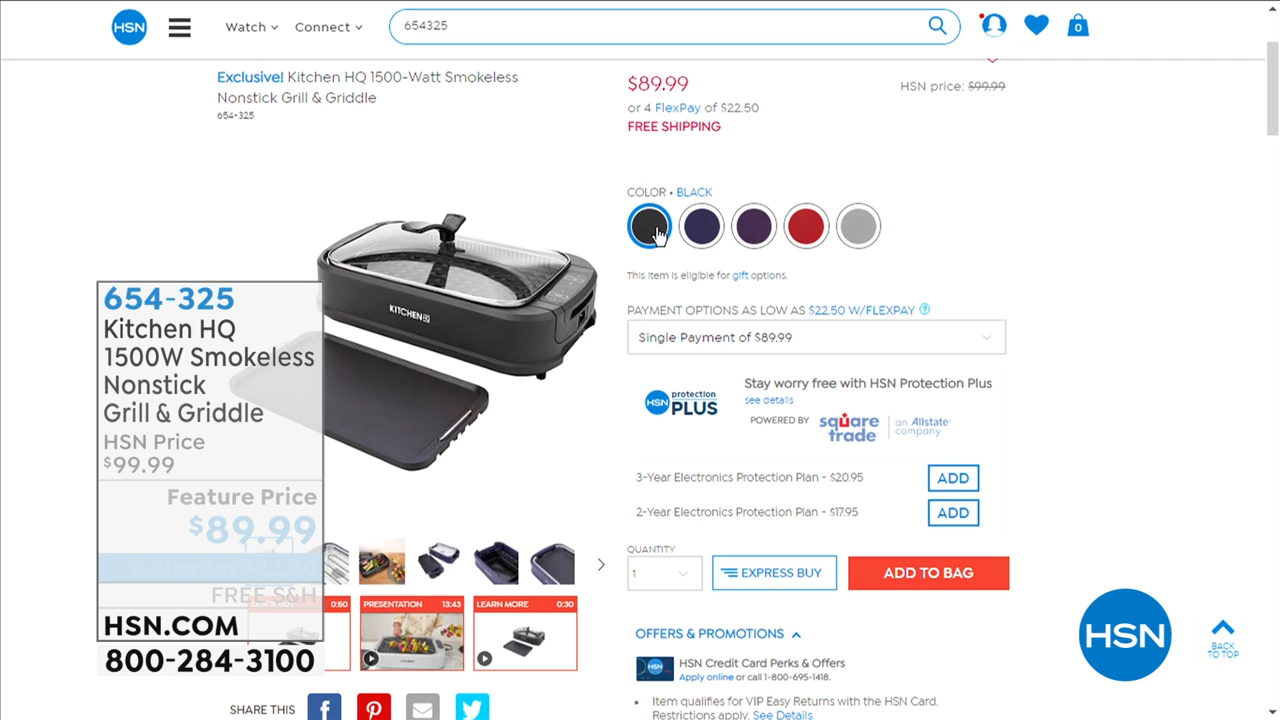 HSN
Watch
Connect
654325
0
Exclusive! Kitchen HQ 1500-Watt Smokeless
Nonstick Grill & Griddle
654-325
$89.99
HSN price: $99.99
or 4 FlexPay of $22.50
FREE SHIPPING
COLOR • BLACK
This item is eligible for gift options.
PAYMENT OPTIONS AS LOW AS $22.50 W/FLEXPAY ?
Single Payment of $89.99
HSN protection PLUS
Stay worry free with HSN Protection Plus
see details
POWERED BY
square trade
an Allstate company
3-Year Electronics Protection Plan - $20.95
ADD
2-Year Electronics Protection Plan - $17.95
ADD
QUANTITY
1
EXPRESS BUY
ADD TO BAG
OFFERS & PROMOTIONS
HSN
HSN Credit Card Perks & Offers
Apply online or call 1-800-695-1418.
• Item qualifies for VIP Easy Returns with the HSN Card.
Restrictions apply. See Details
KITCHEN HQ
654-325
Kitchen HQ
1500W Smokeless
Nonstick
Grill & Griddle
HSN Price
$99.99
Feature Price
$89.99
4 FlexPay $22.50
FREE S&H
HSN.COM
800-284-3100
0:50
PRESENTATION 13:43
LEARN MORE 0:30
SHARE THIS
HSN
BACK
TO TOP